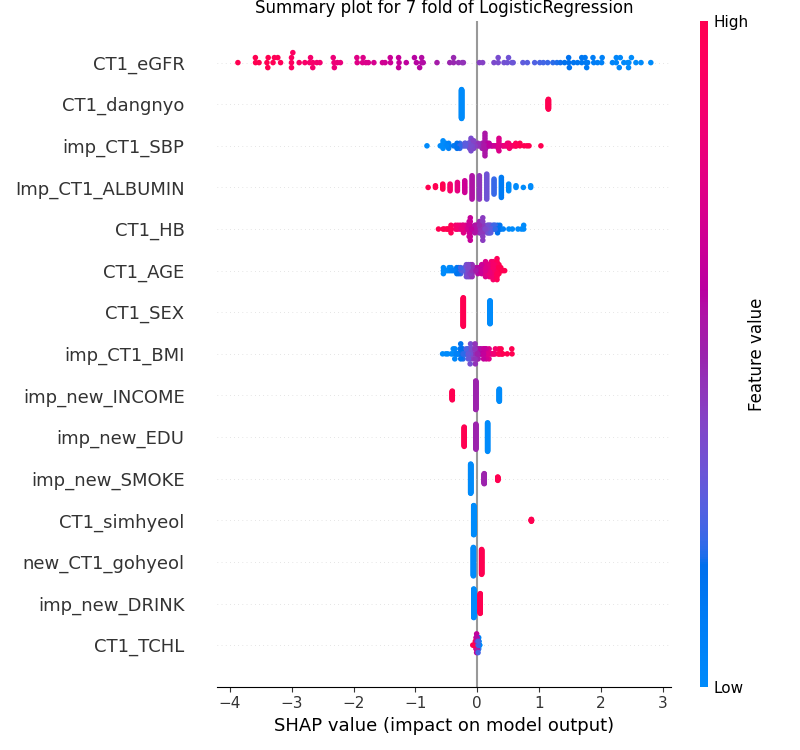 Summary plot for 7 fold of LogisticRegression
High
CT1_eGFR
CT1_dangnyo
imp_CT1_SBP
Imp_CT1_ALBUMIN
CT1_HB
CT1_AGE
CT1_SEX
imp_CT1_BMI
imp_new_INCOME
imp_new_EDU
imp_new_SMOKE
CT1_simhyeol
new_CT1_gohyeol
imp_new_DRINK
CT1_TCHL
Feature value
Low
−4 −3 −2 −1 0 1 2 3
SHAP value (impact on model output)